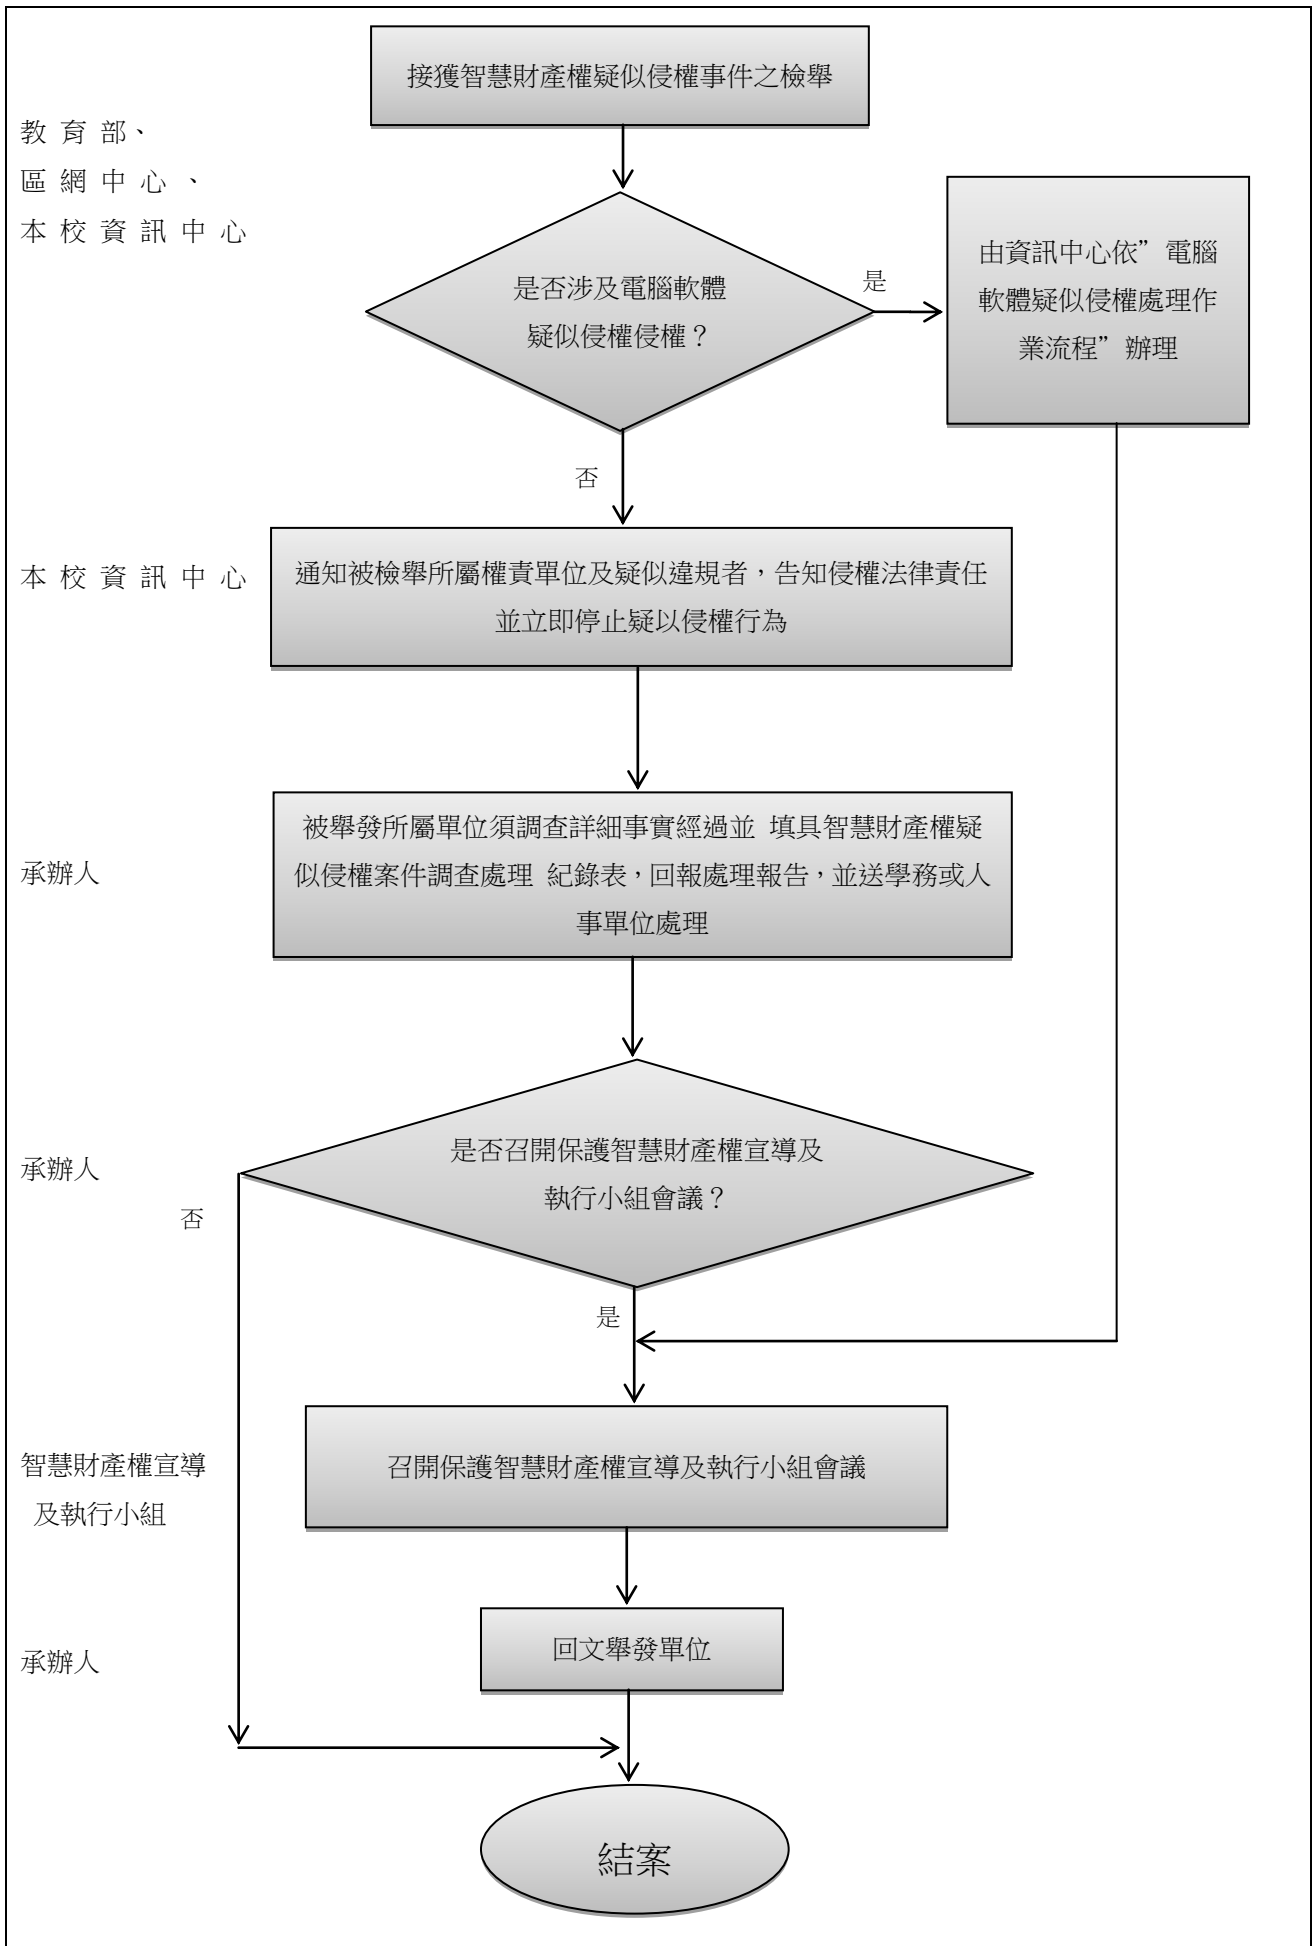 接獲智慧財產權疑似侵權事件之檢舉
教育部、
區網中心、
本校資訊中心
是否涉及電腦軟體
疑似侵權侵權？
是
由資訊中心依”電腦
軟體疑似侵權處理作
業流程”辦理
否
本校資訊中心
通知被檢舉所屬權責單位及疑似違規者，告知侵權法律責任
並立即停止疑以侵權行為
承辦人
被舉發所屬單位須調查詳細事實經過並 填具智慧財產權疑
似侵權案件調查處理 紀錄表，回報處理報告，並送學務或人
事單位處理
承辦人
是否召開保護智慧財產權宣導及
執行小組會議？
否
是
智慧財產權宣導
及執行小組
召開保護智慧財產權宣導及執行小組會議
承辦人
回文舉發單位
結案